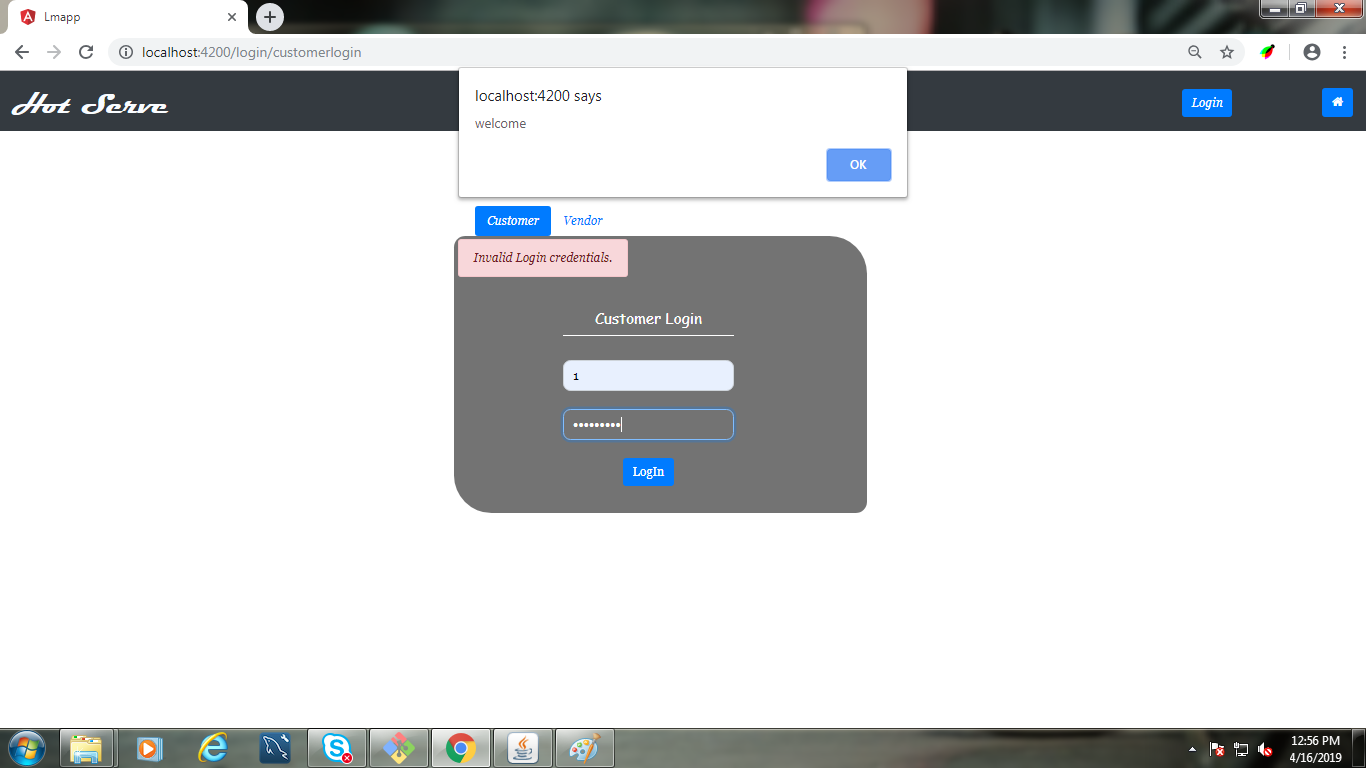 Lmapp
localhost:4200/login/customerlogin
Hot Serve
Login
localhost:4200 says
welcome
OK
Customer Vendor
Invalid Login credentials.
Customer Login
1
•••••••••
LogIn
12:56 PM
4/16/2019